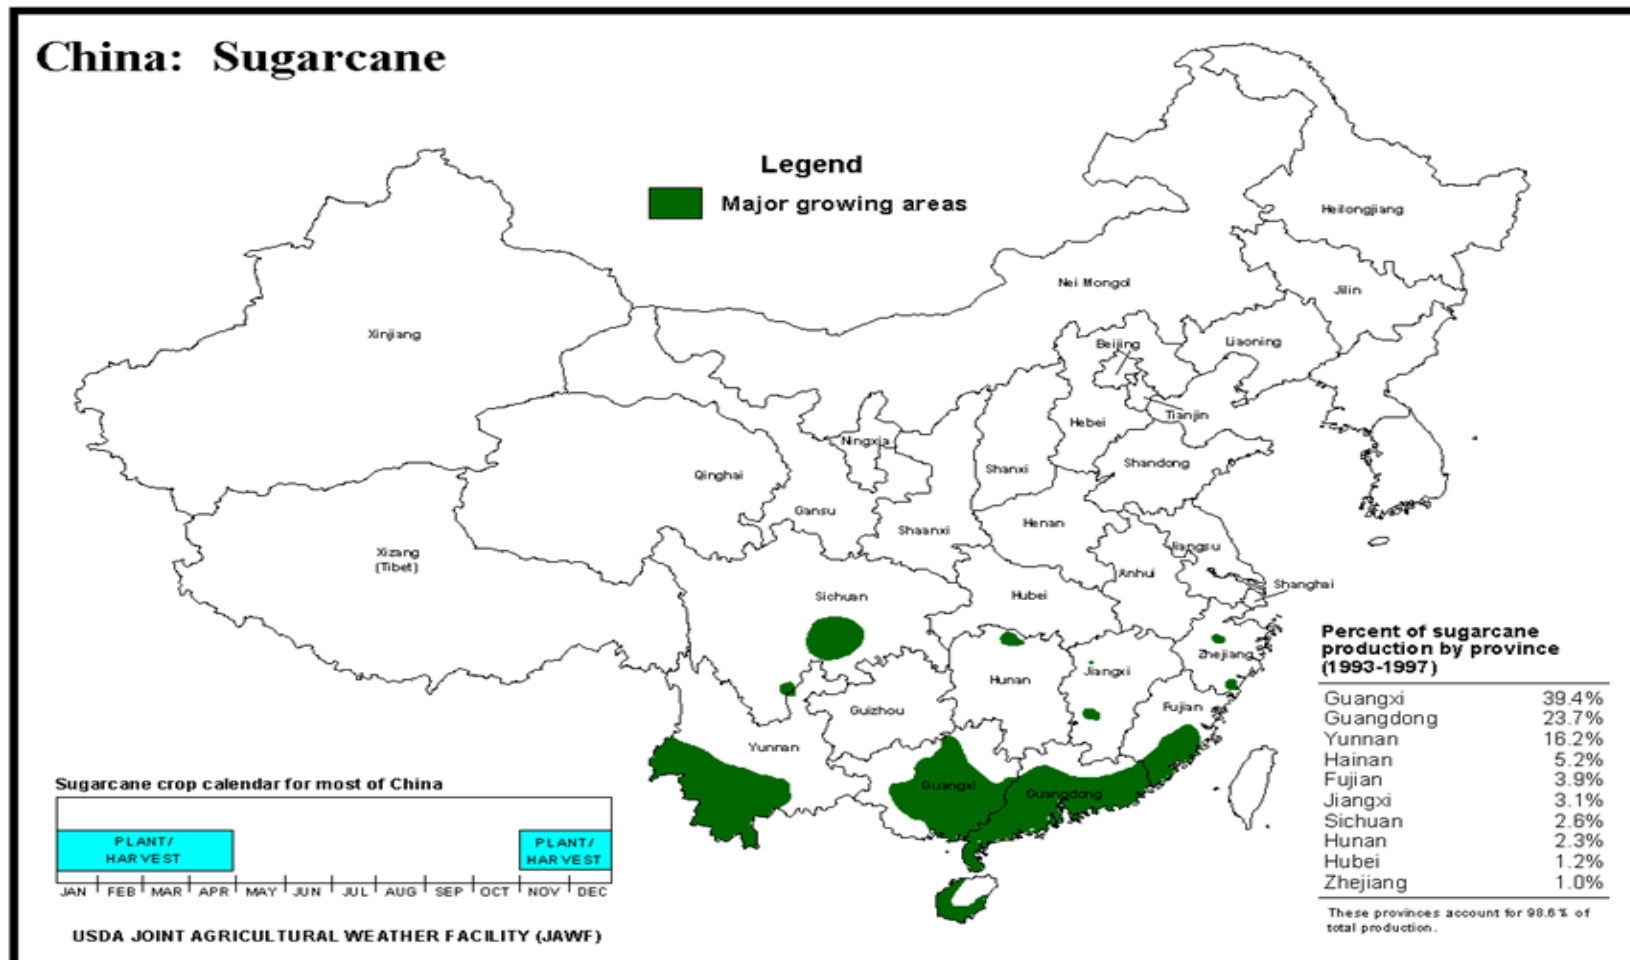 China: Sugarcane
Legend
Major growing areas
Heilongjiang
Nei Mongol
Jilin
Xinjiang
Beijing
Liaoning
Tianjin
Hebei
Ningxia
Shandong
Shanxi
Qinghai
Gansu
Henan
Shaanxi
Jiangsu
Xizang
(Tibet)
Anhui
Shanghai
Sichuan
Hubei
Zhejiang
Jiangxi
Hunan
Guizhou
Fujian
Yunnan
Guangxi
Guangdong
Percent of sugarcane
production by province
(1993-1997)
Guangxi 39.4%
Guangdong 23.7%
Yunnan 16.2%
Hainan 5.2%
Fujian 3.9%
Jiangxi 3.1%
Sichuan 2.6%
Hunan 2.3%
Hubei 1.2%
Zhejiang 1.0%
These provinces account for 98.6% of
total production.
Sugarcane crop calendar for most of China
PLANT/
HARVEST
PLANT/
HARVEST
JAN FEB MAR APR MAY JUN JUL AUG SEP OCT NOV DEC
USDA JOINT AGRICULTURAL WEATHER FACILITY (JAWF)